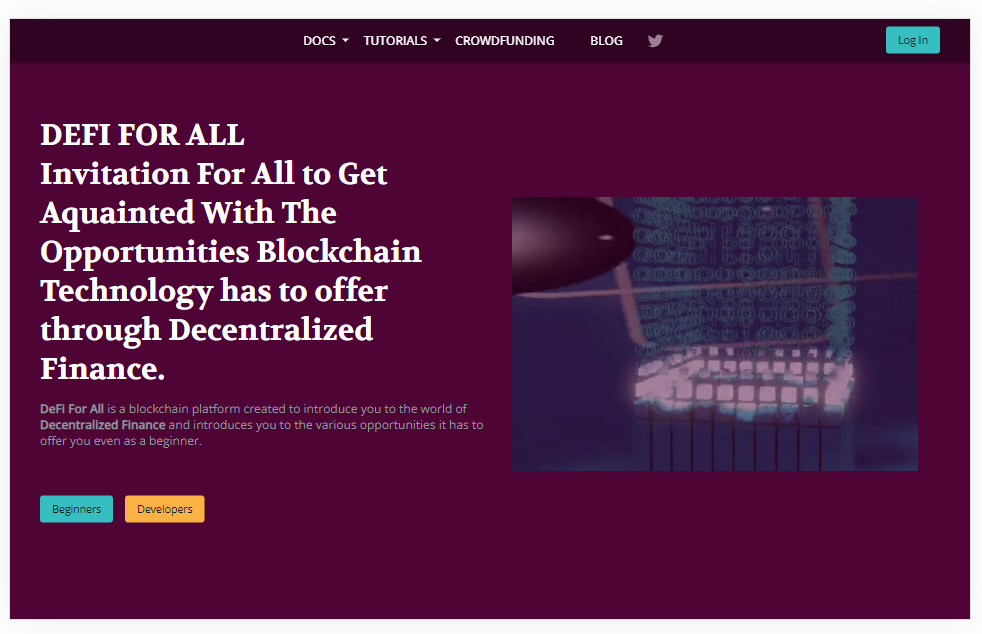 DOCS TUTORIALS CROWDFUNDING BLOG Log In
DEFI FOR ALL
Invitation For All to Get
Aquainted With The
Opportunities Blockchain
Technology has to offer
through Decentralized
Finance.
DeFi For All is a blockchain platform created to introduce you to the world of
Decentralized Finance and introduces you to the various opportunities it has to
offer you even as a beginner.
Beginners Developers